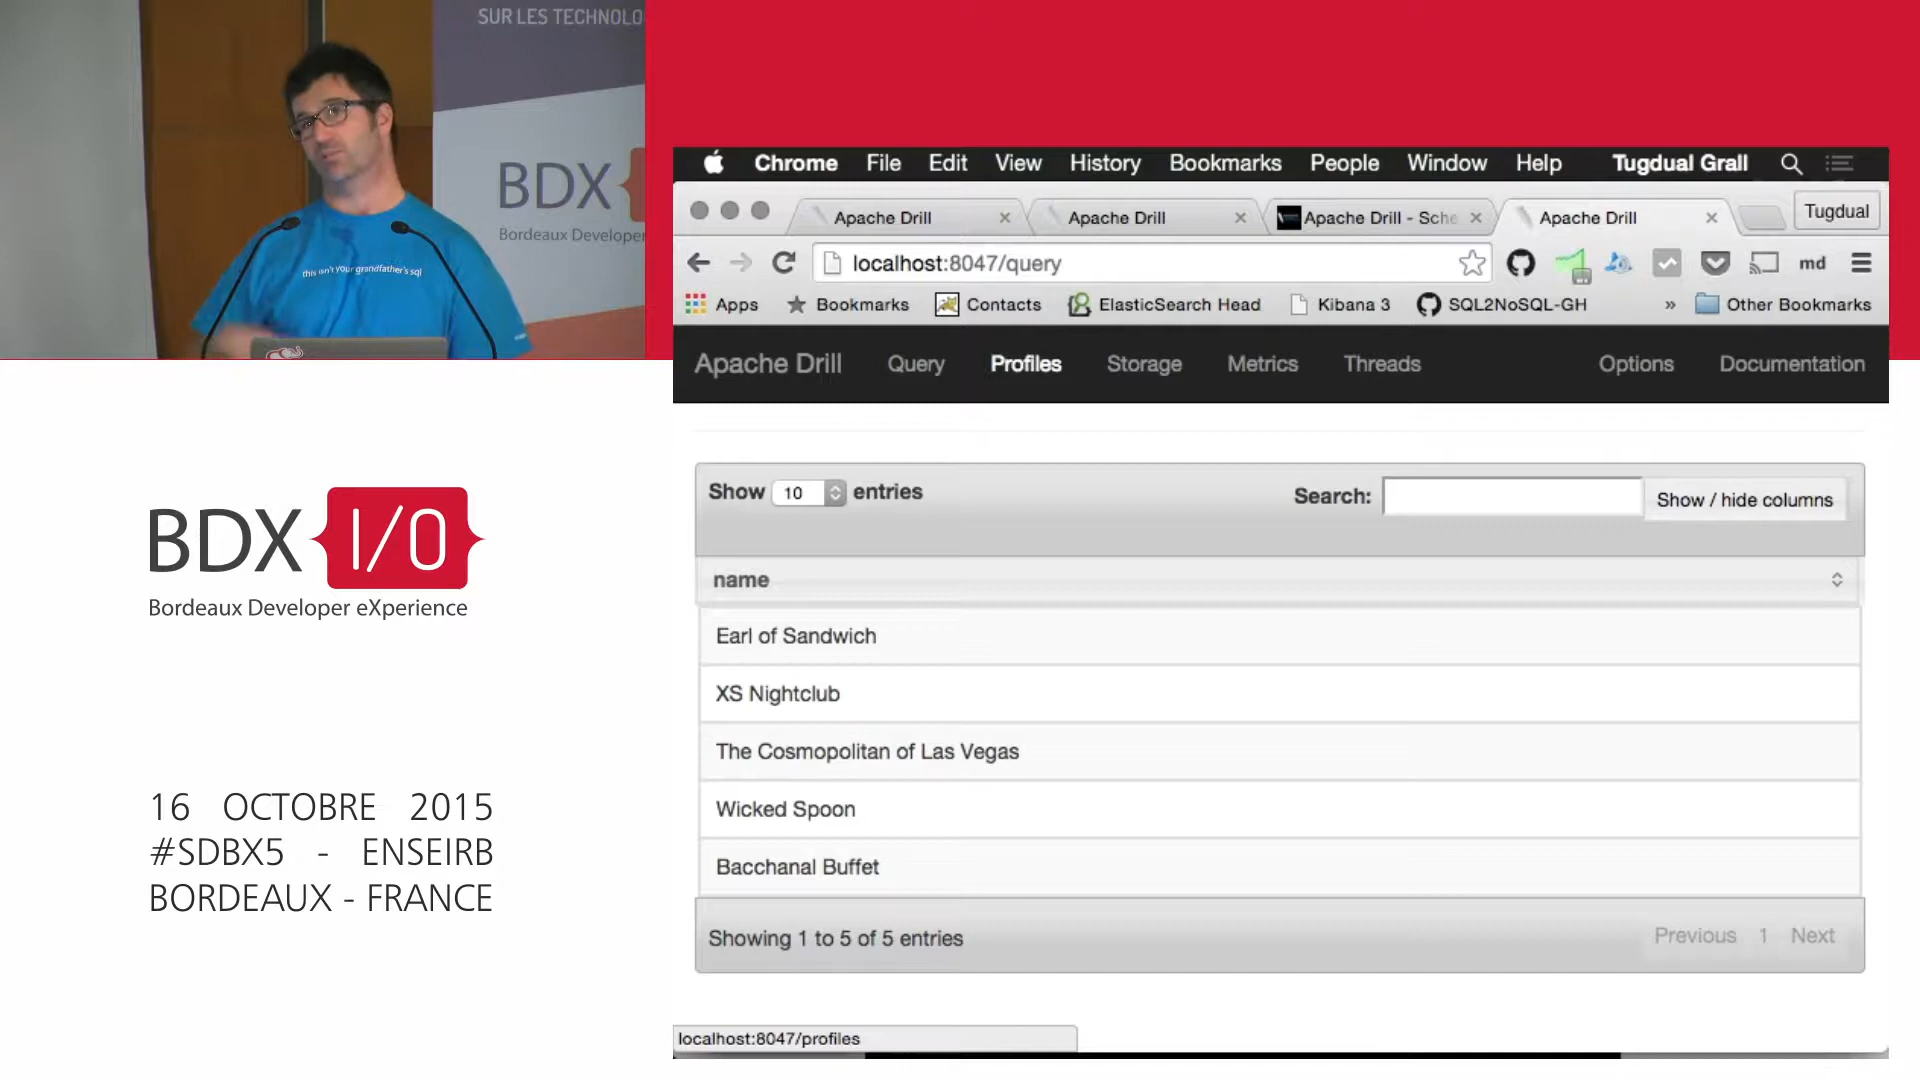 SUR LES TECHNOLO
BDX
Bordeaux Developer
this isn't your grandfather's sql
BDX I/O
Bordeaux Developer eXperience
16 OCTOBRE 2015
#SDBX5 - ENSEIRB
BORDEAUX - FRANCE
Chrome File Edit View History Bookmarks People Window Help Tugdual Grall
Apache Drill Apache Drill Apache Drill - Sche Apache Drill Tugdual
localhost:8047/query md
Apps Bookmarks Contacts ElasticSearch Head Kibana 3 SQL2NoSQL-GH » Other Bookmarks
Apache Drill Query Profiles Storage Metrics Threads Options Documentation
Show 10 entries Search: Show / hide columns
name
Earl of Sandwich
XS Nightclub
The Cosmopolitan of Las Vegas
Wicked Spoon
Bacchanal Buffet
Showing 1 to 5 of 5 entries Previous 1 Next
localhost:8047/profiles